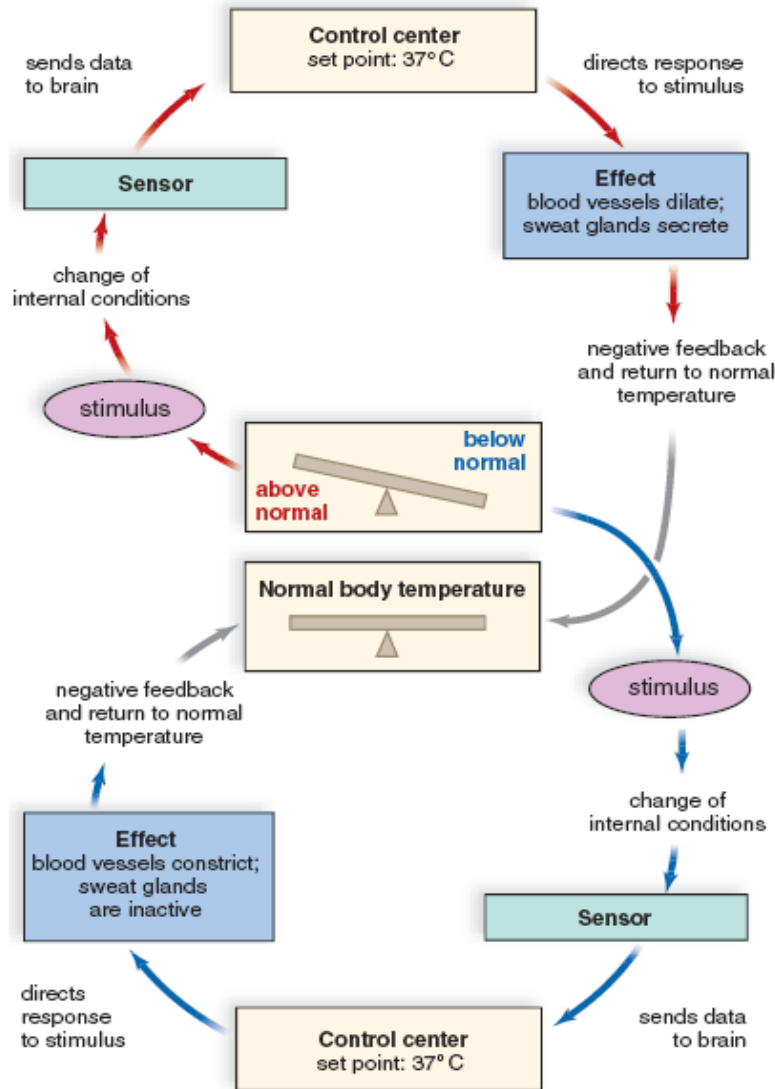 Control center
set point: 37° C
sends data
to brain
directs response
to stimulus
Sensor
Effect
blood vessels dilate;
sweat glands secrete
change of
internal conditions
negative feedback
and return to normal
temperature
stimulus
below
normal
above
normal
Normal body temperature
stimulus
negative feedback
and return to normal
temperature
change of
internal conditions
Effect
blood vessels constrict;
sweat glands
are inactive
Sensor
directs
response
to stimulus
sends data
to brain
Control center
set point: 37° C